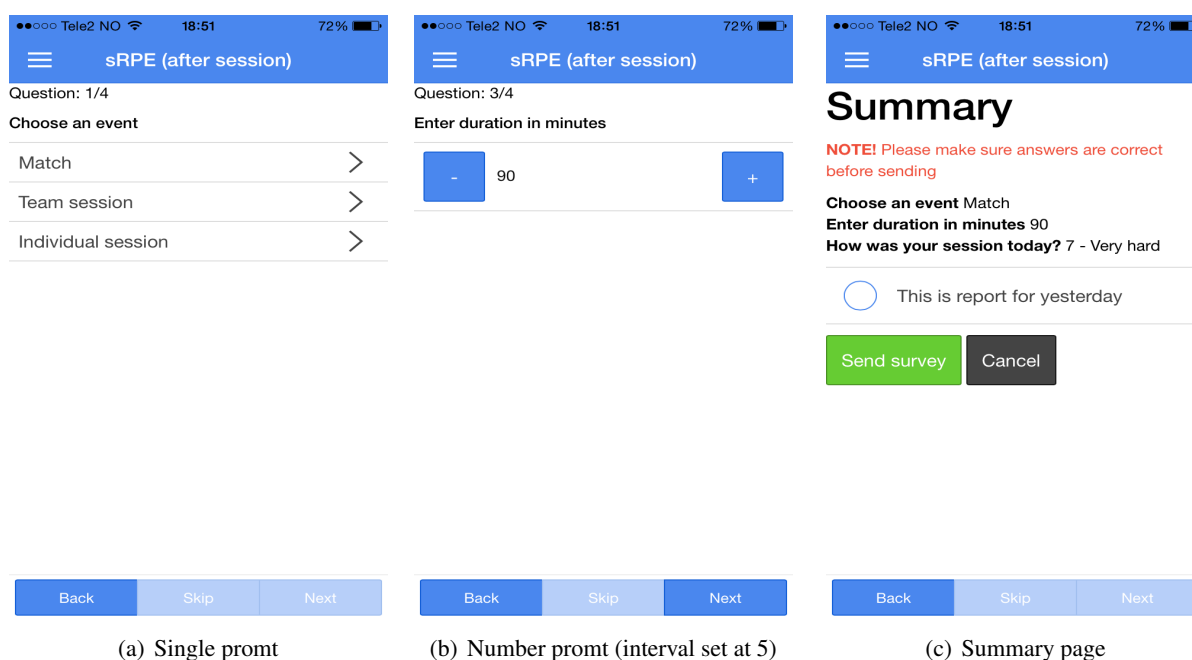 ●●○○○ Tele2 NO 18:51 72%
sRPE (after session)
Question: 1/4
Choose an event
Match
Team session
Individual session
Back Skip Next
(a) Single promt
●●○○○ Tele2 NO 18:51 72%
sRPE (after session)
Question: 3/4
Enter duration in minutes
- 90 +
Back Skip Next
(b) Number promt (interval set at 5)
●●○○○ Tele2 NO 18:51 72%
sRPE (after session)
Summary
NOTE! Please make sure answers are correct
before sending
Choose an event Match
Enter duration in minutes 90
How was your session today? 7 - Very hard
This is report for yesterday
Send survey Cancel
Back Skip Next
(c) Summary page